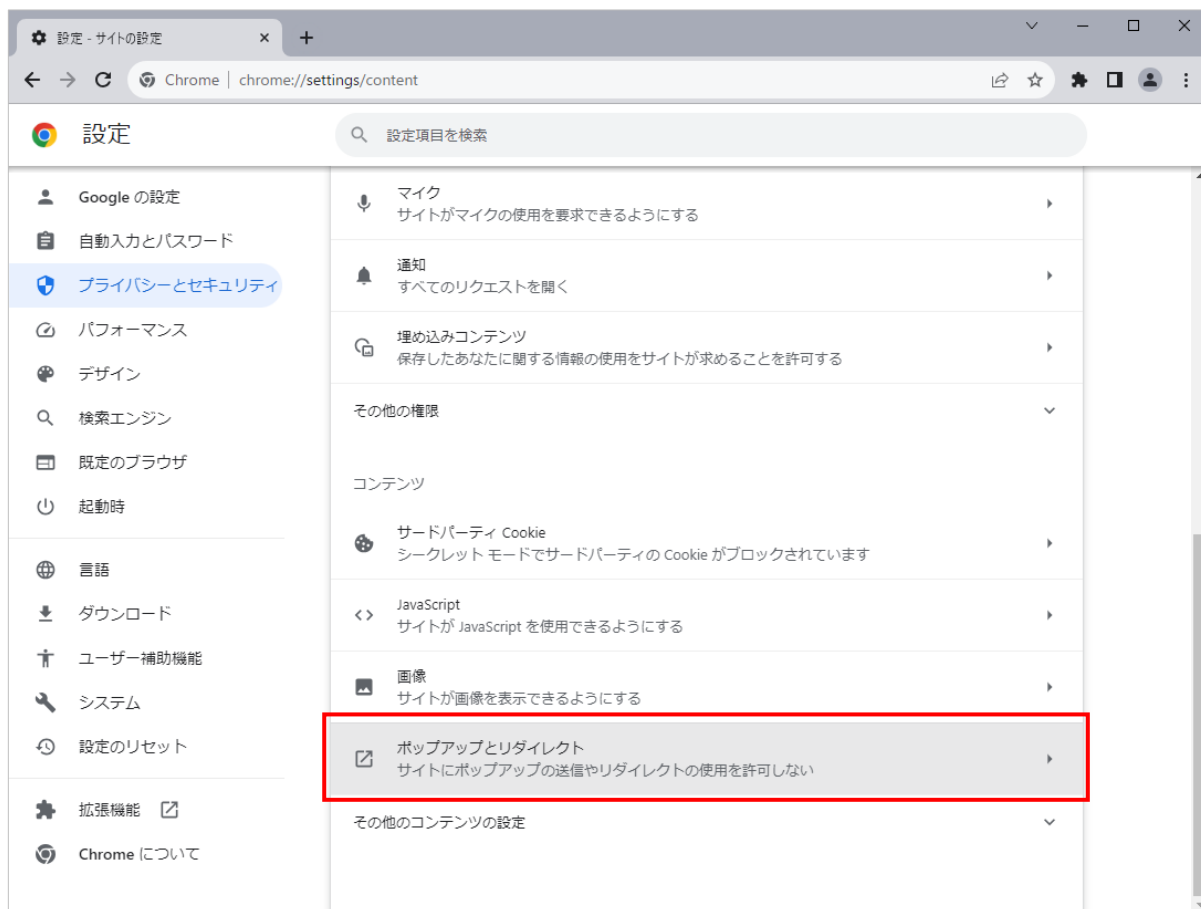 設定 - サイトの設定
Chrome | chrome://settings/content
設定
設定項目を検索
Google の設定
自動入力とパスワード
プライバシーとセキュリティ
パフォーマンス
デザイン
検索エンジン
既定のブラウザ
起動時
言語
ダウンロード
ユーザー補助機能
システム
設定のリセット
拡張機能
Chrome について
マイク
サイトがマイクの使用を要求できるようにする
通知
すべてのリクエストを開く
埋め込みコンテンツ
保存したあなたに関する情報の使用をサイトが求めることを許可する
その他の権限
コンテンツ
サードパーティ Cookie
シークレット モードでサードパーティの Cookie がブロックされています
JavaScript
サイトが JavaScript を使用できるようにする
画像
サイトが画像を表示できるようにする
ポップアップとリダイレクト
サイトにポップアップの送信やリダイレクトの使用を許可しない
その他のコンテンツの設定